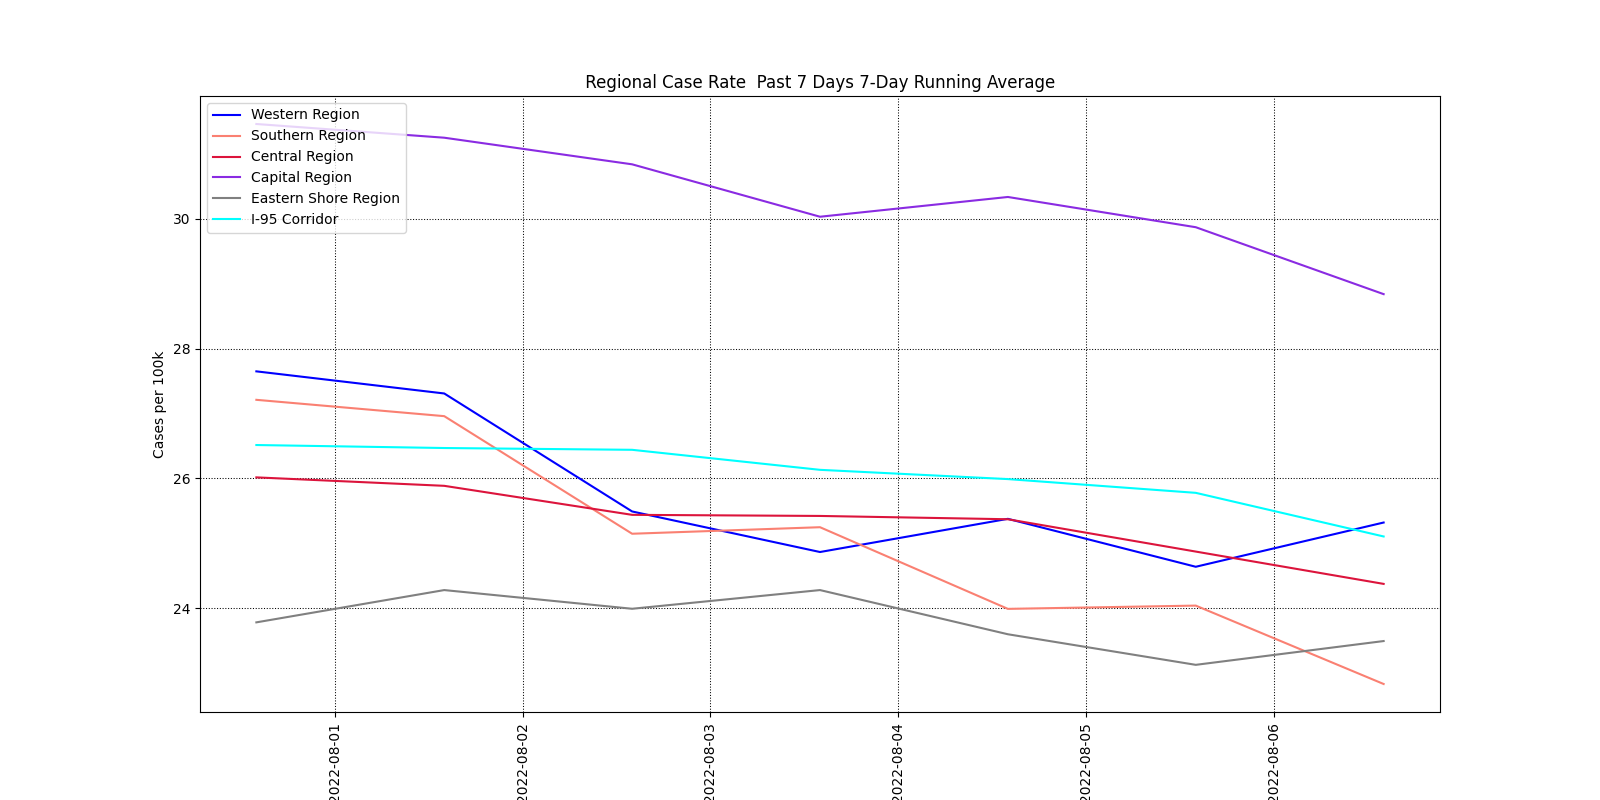 Regional Case Rate  Past 7 Days 7-Day Running Average
Western Region
Southern Region
Central Region
Capital Region
Eastern Shore Region
I-95 Corridor
Cases per 100k
30
28
26
24
2022-08-01
2022-08-02
2022-08-03
2022-08-04
2022-08-05
2022-08-06